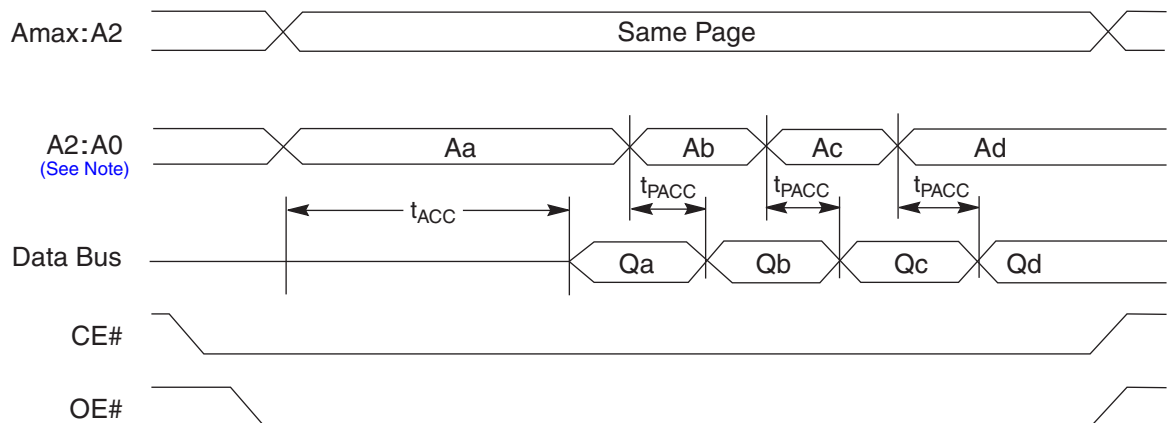 Amax:A2
Same Page
A2:A0
(See Note)
Aa
Ab
Ac
Ad
tACC
tPACC
tPACC
tPACC
Data Bus
Qa
Qb
Qc
Qd
CE#
OE#